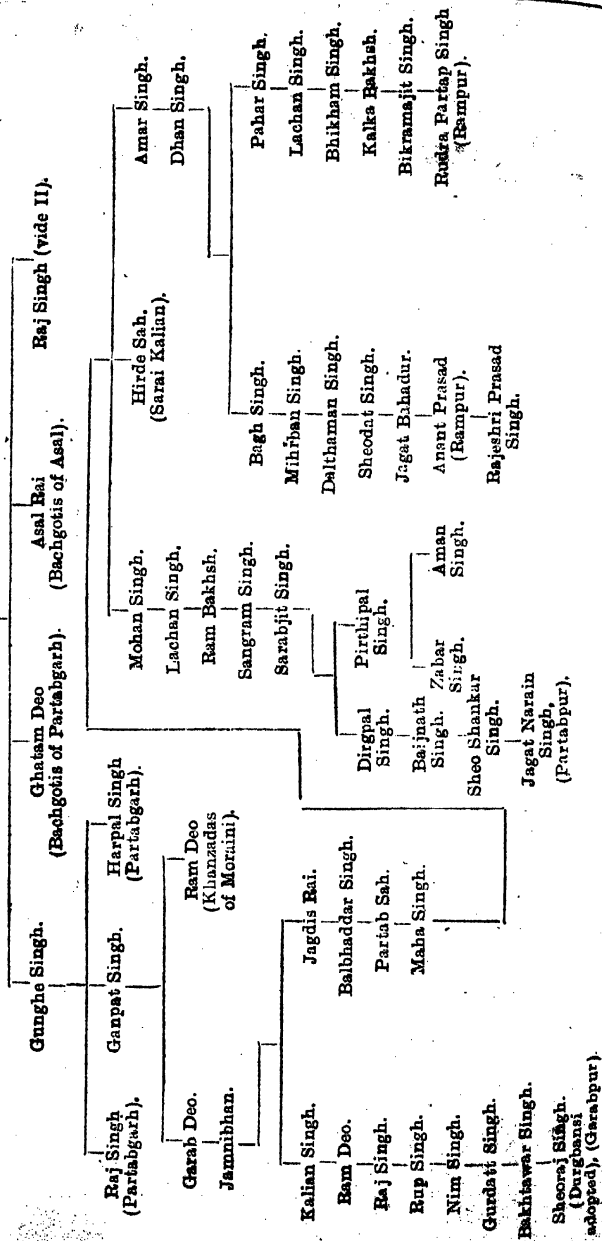 Gunghe Singh.
Ghatam Deo
(Bachgotis of Partabgarh).
Asal Rai
(Bachgotis of Asal).
Raj Singh (vide II).
Raj Singh
(Partabgarh).
Ganpat Singh.
Harpal Singh
(Partabgarh).
Garab Deo.
Ram Deo
(Khanzadas
of Moraini).
Jamnibhan.
Kalian Singh.
Ram Deo.
Raj Singh.
Rup Singh.
Nim Singh.
Gurdatt Singh.
Bakhtawar Singh.
Sheoraj Singh.
(Durgbansi
adopted), (Garabpur).
Jagdis Rai.
Balbhaddar Singh.
Partab Sah.
Maha Singh.
Mohan Singh.
Lachan Singh.
Ram Bakhsh.
Sangram Singh.
Sarabjit Singh.
Dirgpal
Singh.
Pirthipal
Singh.
Baijnath
Singh.
Zabar
Singh.
Aman
Singh.
Sheo Shankar
Singh.
Jagat Narain
Singh,
(Partabpur).
Hirde Sah.
(Sarai Kalian).
Amar Singh.
Dhan Singh.
Bagh Singh.
Mihrban Singh.
Dalthaman Singh.
Sheodat Singh.
Jagat Bahadur.
Anant Prasad
(Rampur).
Rajeshri Prasad
Singh.
Pahar Singh.
Lachan Singh.
Bhikham Singh.
Kalka Bakhsh.
Bikramajit Singh.
Rudra Partap Singh
(Rampur).